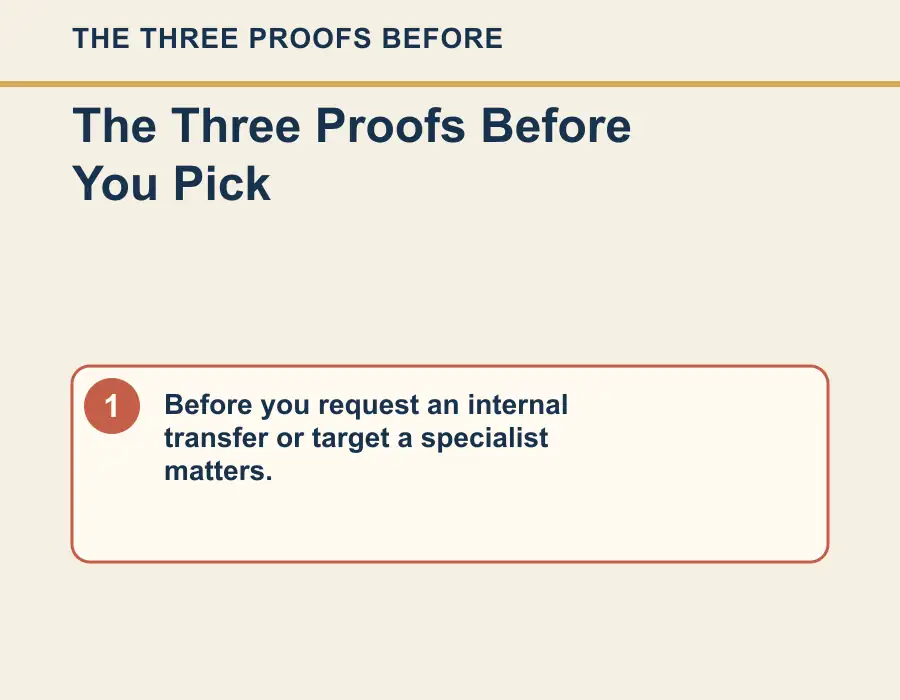 THE THREE PROOFS BEFORE
The Three Proofs Before
You Pick
1
Before you request an internal
transfer or target a specialist
matters.